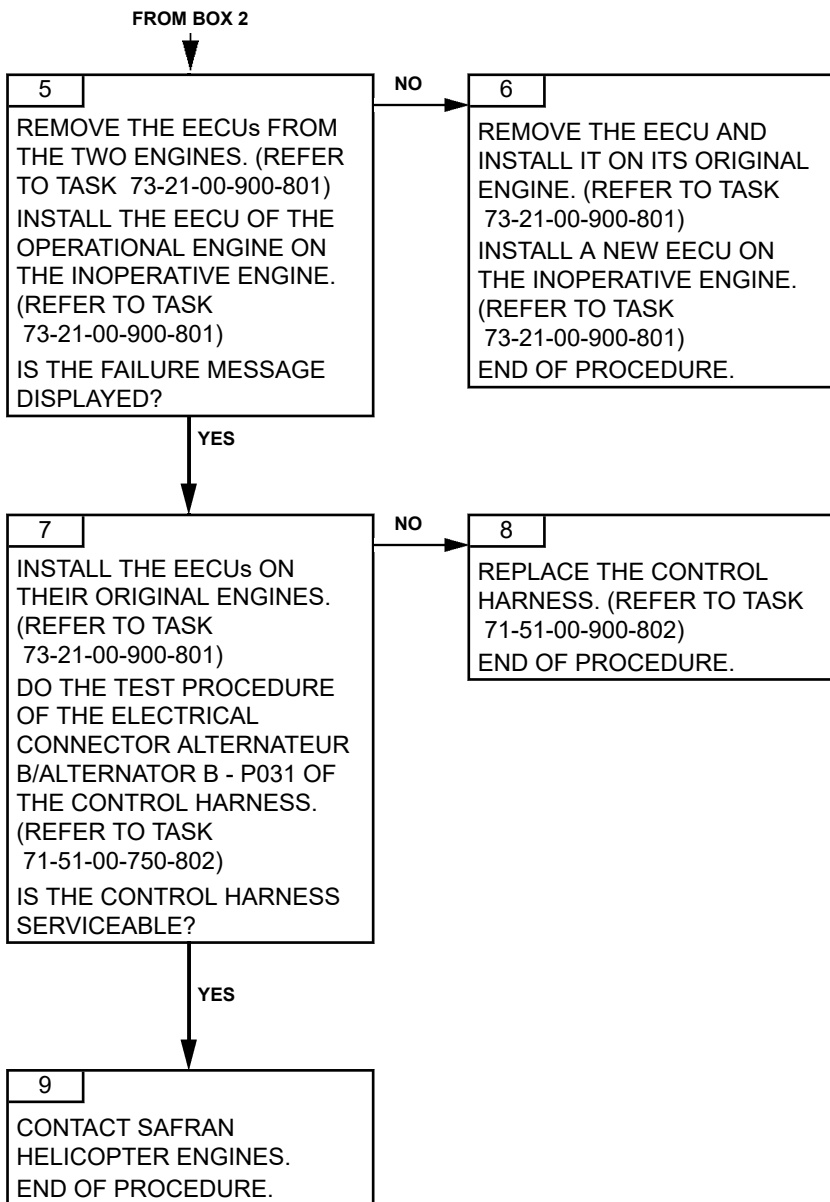 FROM BOX 2
5
REMOVE THE EECUs FROM
THE TWO ENGINES. (REFER
TO TASK 73-21-00-900-801)
INSTALL THE EECU OF THE
OPERATIONAL ENGINE ON
THE INOPERATIVE ENGINE.
(REFER TO TASK
73-21-00-900-801)
IS THE FAILURE MESSAGE
DISPLAYED?
NO
6
REMOVE THE EECU AND
INSTALL IT ON ITS ORIGINAL
ENGINE. (REFER TO TASK
73-21-00-900-801)
INSTALL A NEW EECU ON
THE INOPERATIVE ENGINE.
(REFER TO TASK
73-21-00-900-801)
END OF PROCEDURE.
YES
7
INSTALL THE EECUs ON
THEIR ORIGINAL ENGINES.
(REFER TO TASK
73-21-00-900-801)
DO THE TEST PROCEDURE
OF THE ELECTRICAL
CONNECTOR ALTERNATEUR
B/ALTERNATOR B - P031 OF
THE CONTROL HARNESS.
(REFER TO TASK
71-51-00-750-802)
IS THE CONTROL HARNESS
SERVICEABLE?
NO
8
REPLACE THE CONTROL
HARNESS. (REFER TO TASK
71-51-00-900-802)
END OF PROCEDURE.
YES
9
CONTACT SAFRAN
HELICOPTER ENGINES.
END OF PROCEDURE.